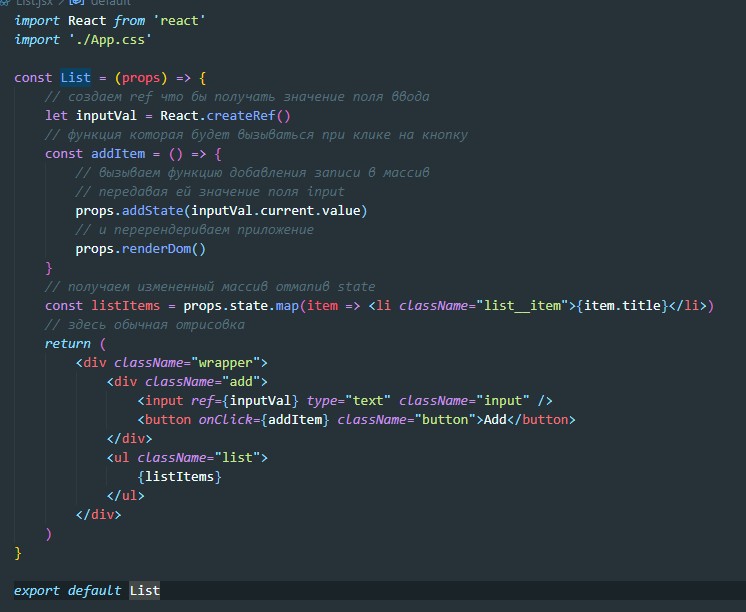 List.jsx > default
import React from 'react'
import './App.css'
const List = (props) => {
// создаем ref что бы получать значение поля ввода
let inputVal = React.createRef()
// функция которая будет вызываться при клике на кнопку
const addItem = () => {
// вызываем функцию добавления записи в массив
// передавая ей значение поля input
props.addState(inputVal.current.value)
// и перерендериваем приложение
props.renderDom()
}
// получаем измененный массив отмапив state
const listItems = props.state.map(item => <li className="list__item">{item.title}</li>)
// здесь обычная отрисовка
return (
<div className="wrapper">
<div className="add">
<input ref={inputVal} type="text" className="input" />
<button onClick={addItem} className="button">Add</button>
</div>
<ul className="list">
{listItems}
</ul>
</div>
)
}
export default List